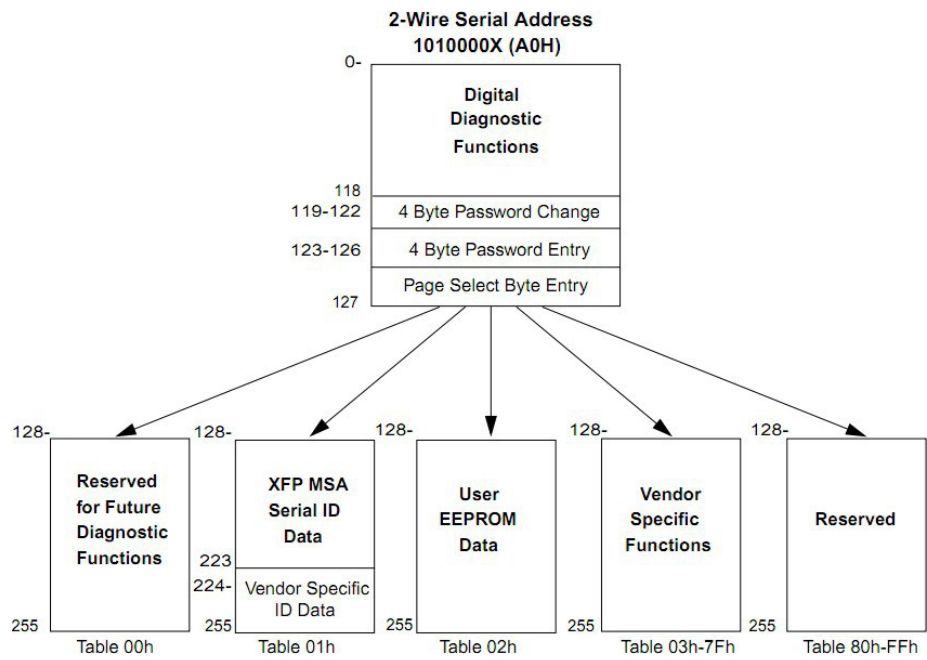 2-Wire Serial Address
1010000X (A0H)
0-
Digital
Diagnostic
Functions
118
119-122
4 Byte Password Change
123-126
4 Byte Password Entry
Page Select Byte Entry
127
128-
128-
128-
128-
128-
Reserved
for Future
Diagnostic
Functions
255
Table 00h
XFP MSA
Serial ID
Data
223
224-
Vendor Specific
ID Data
255
Table 01h
User
EEPROM
Data
255
Table 02h
Vendor
Specific
Functions
255
Table 03h-7Fh
Reserved
255
Table 80h-FFh